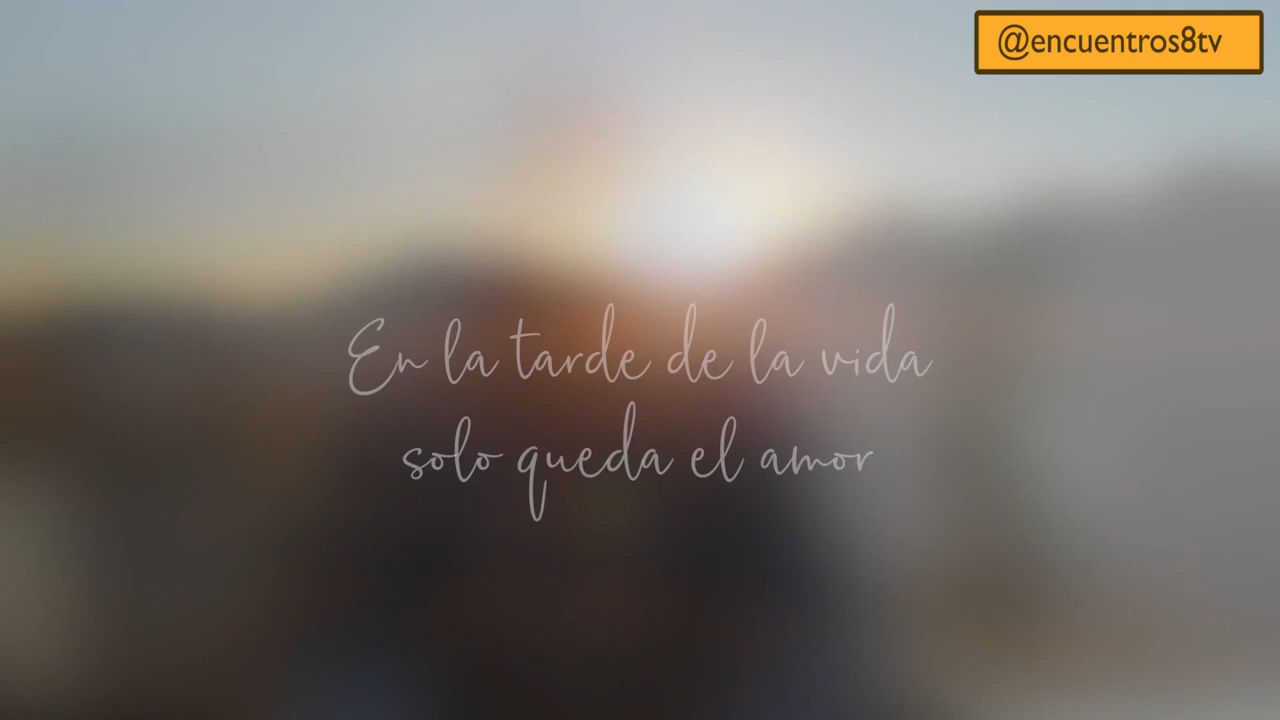 @encuentros8tv
En la tarde de la vida
solo queda el amor